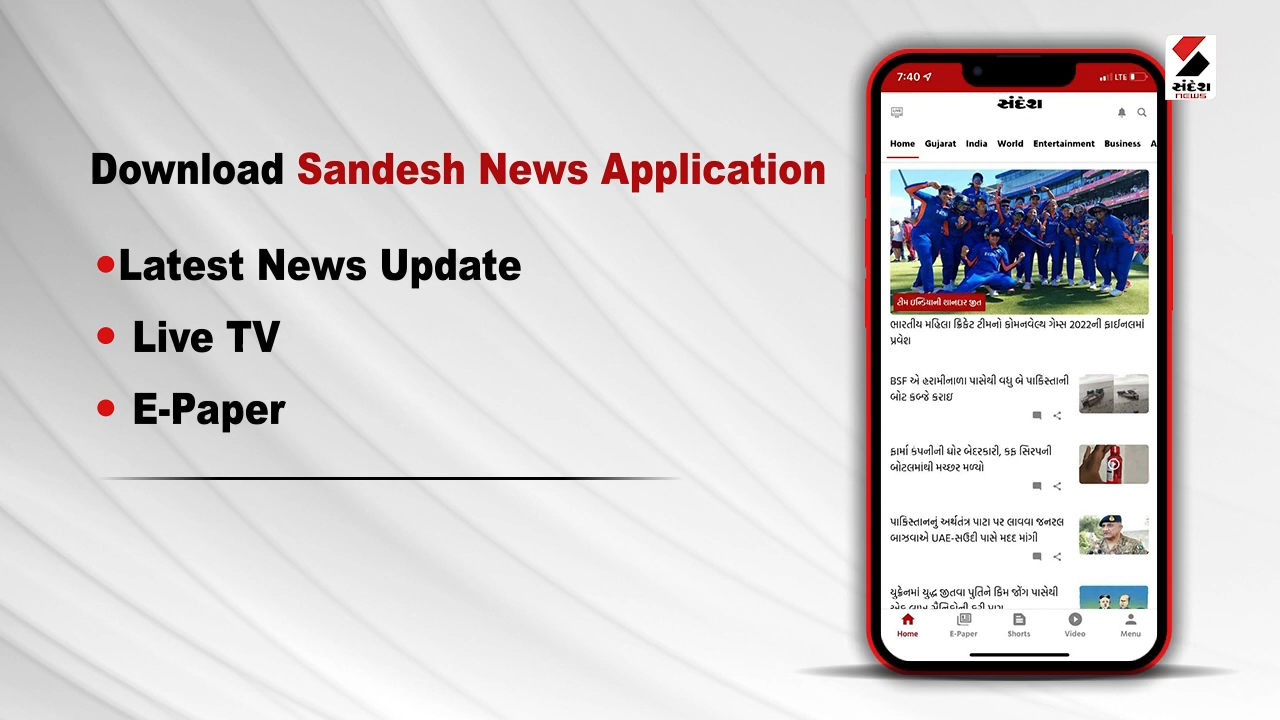 Download Sandesh News Application
•Latest News Update
• Live TV
• E-Paper
સંદેશ
NEWS
7:40
LTE
સંદેશ
Home Gujarat India World Entertainment Business A
ટીમ ઇન્ડિયાની શાનદાર જીત
ભારતીય મહિલા ક્રિકેટ ટીમનો કોમનવેલ્થ ગેમ્સ 2022ની ફાઈનલમાં
પ્રવેશ
BSF એ હરામીનાળા પાસેથી વધુ બે પાકિસ્તાની
બોટ કબ્જે કરાઇ
ફાર્મા કંપનીની ઘોર બેદરકારી, કફ સિરપની
બોટલમાંથી મચ્છર મળ્યો
પાકિસ્તાનનું અર્થતંત્ર પાટા પર લાવવા જનરલ
બાઝવાએ UAE-સઉદી પાસે મદદ માંગી
યુક્રેનમાં યુદ્ધ જીતવા પુતિને કિમ જોંગ પાસેથી
Home E-Paper Shorts Video Menu